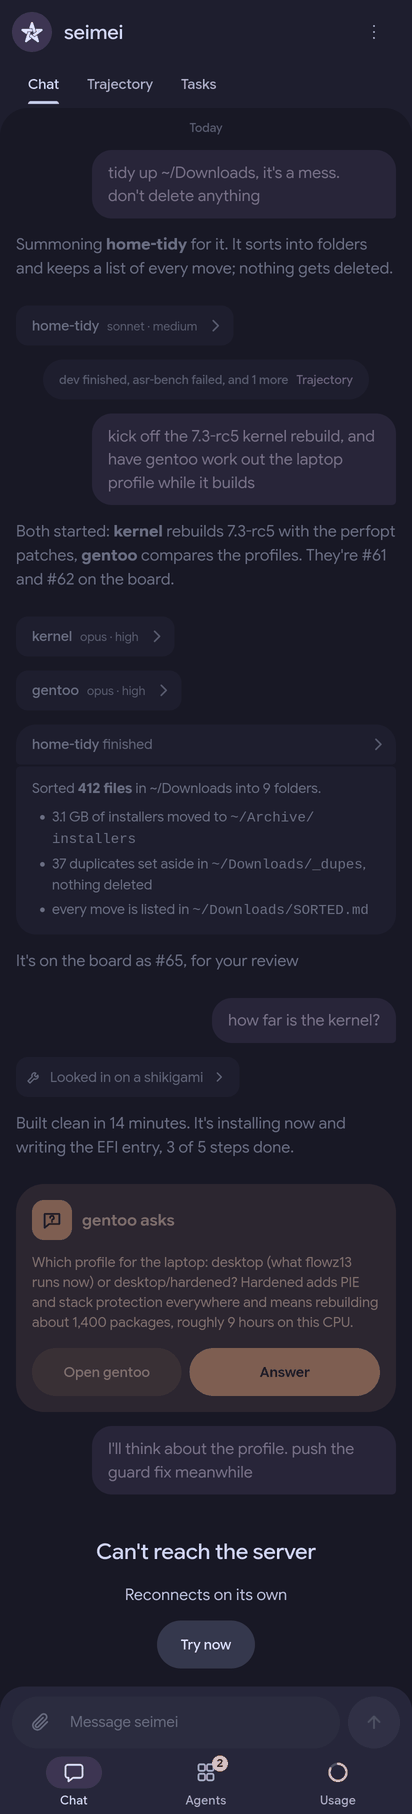 seimei
Chat
Trajectory
Tasks
Today
tidy up ~/Downloads, it's a mess.
don't delete anything
Summoning home-tidy for it. It sorts into folders
and keeps a list of every move; nothing gets deleted.
home-tidy sonnet · medium
dev finished, asr-bench failed, and 1 more Trajectory
kick off the 7.3-rc5 kernel rebuild, and
have gentoo work out the laptop
profile while it builds
Both started: kernel rebuilds 7.3-rc5 with the perfopt
patches, gentoo compares the profiles. They're #61
and #62 on the board.
kernel opus · high
gentoo opus · high
home-tidy finished
Sorted 412 files in ~/Downloads into 9 folders.
• 3.1 GB of installers moved to ~/Archive/
installers
• 37 duplicates set aside in ~/Downloads/_dupes,
nothing deleted
• every move is listed in ~/Downloads/SORTED.md
It's on the board as #65, for your review
how far is the kernel?
Looked in on a shikigami
Built clean in 14 minutes. It's installing now and
writing the EFI entry, 3 of 5 steps done.
gentoo asks
Which profile for the laptop: desktop (what flowz13
runs now) or desktop/hardened? Hardened adds PIE
and stack protection everywhere and means rebuilding
about 1,400 packages, roughly 9 hours on this CPU.
Open gentoo
Answer
I'll think about the profile. push the
guard fix meanwhile
Can't reach the server
Reconnects on its own
Try now
Message seimei
2
Chat
Agents
Usage